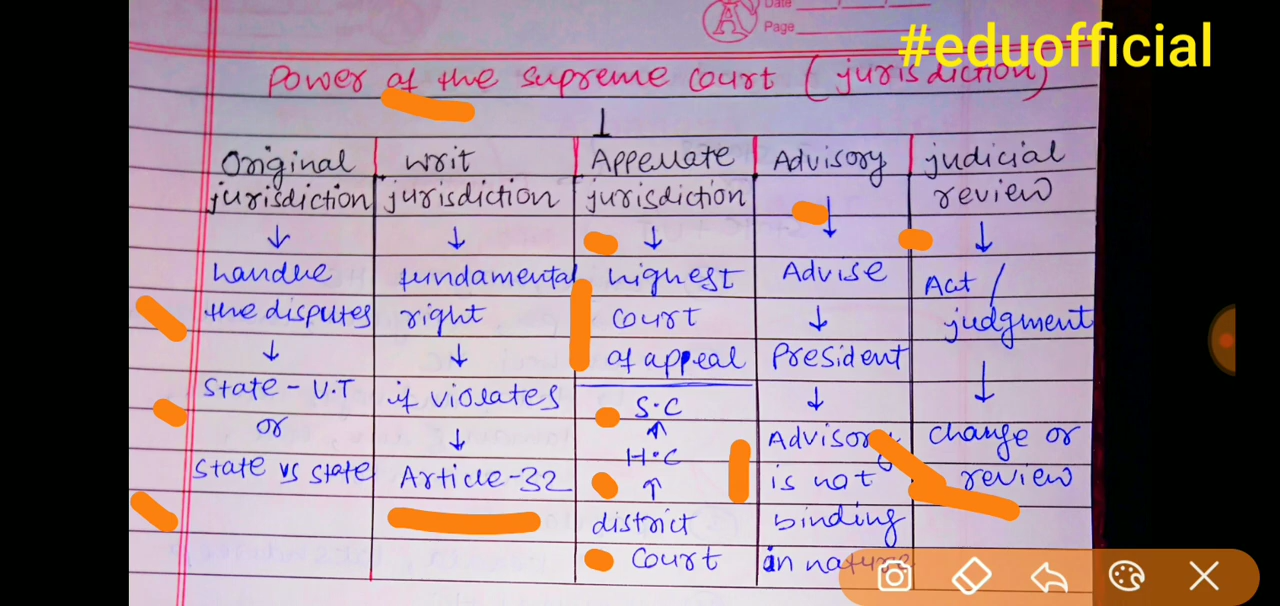 Date
Page
#eduofficial
Power of the Supreme Court (jurisdiction)
Original jurisdiction
handle
the disputes
State - U.T
or
State vs state
Writ jurisdiction
fundamental
right
if violates
Article-32
Appellate jurisdiction
highest
court
of appeal
S.C
H.C
district
court
Advisory
Advise
President
Advisory
is not
binding
in nature
judicial review
Act /
judgment
change or
review